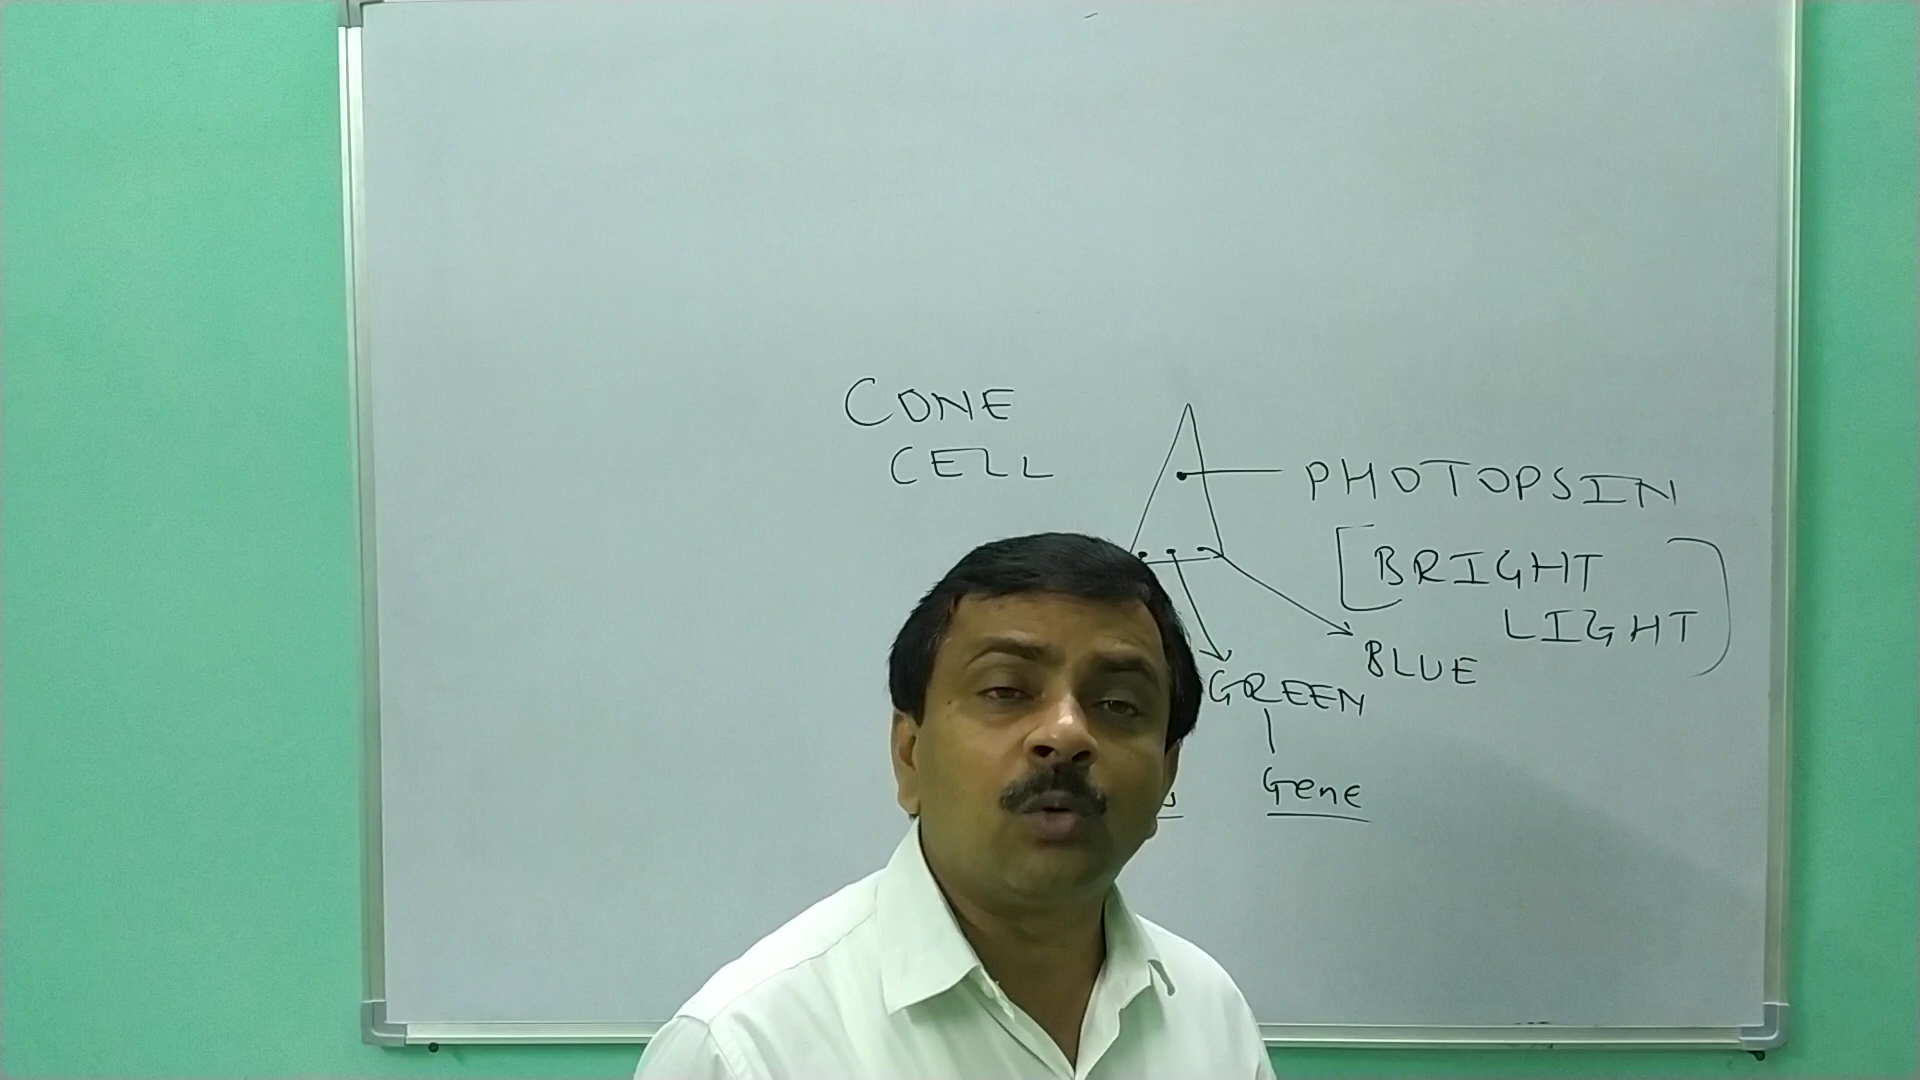 CONE
CELL
PHOTOPSIN
[BRIGHT
LIGHT]
BLUE
GREEN
Gene